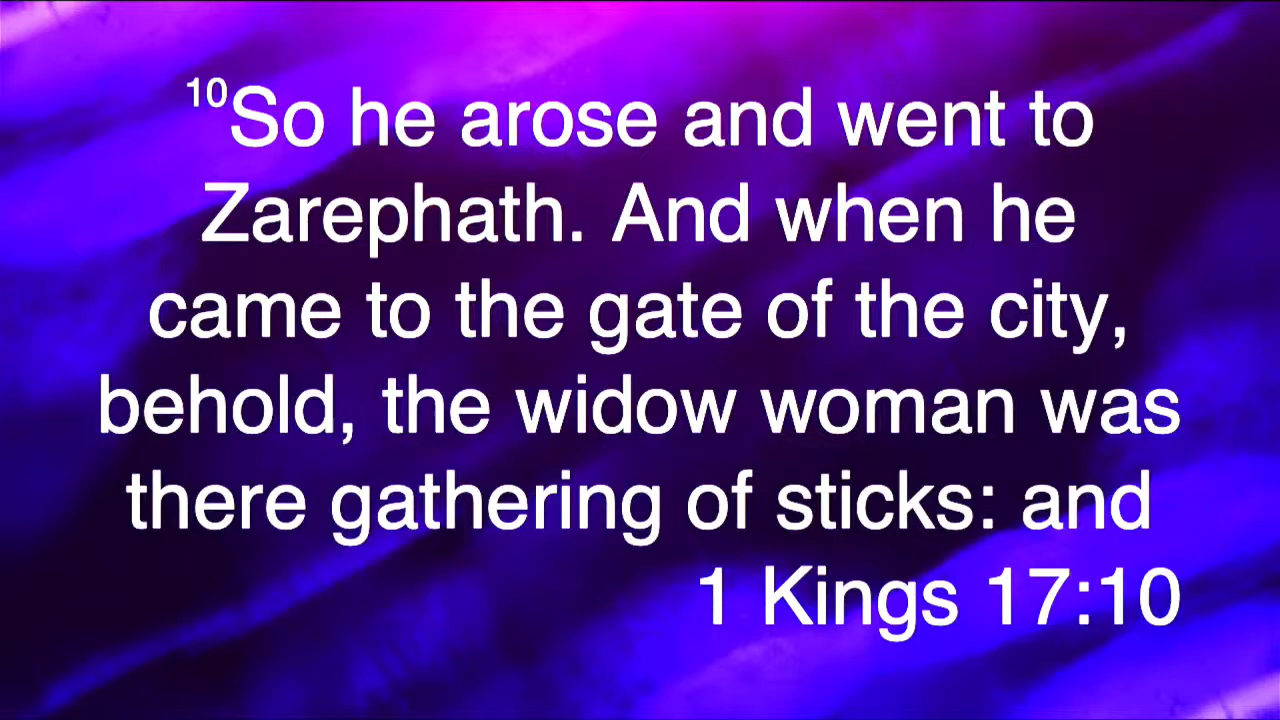 10So he arose and went to
Zarephath. And when he
came to the gate of the city,
behold, the widow woman was
there gathering of sticks: and
1 Kings 17:10